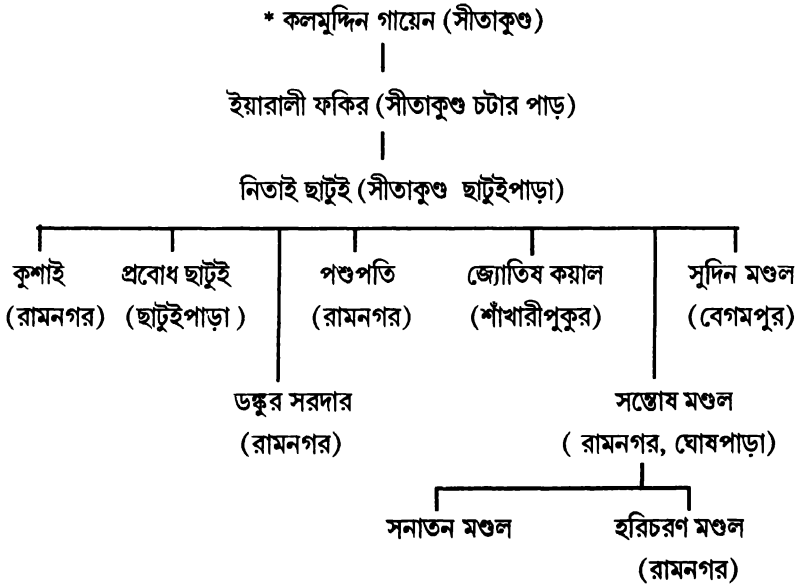 * কলমুদ্দিন গায়েন (সীতাকুণ্ড)
ইয়ারালী ফকির (সীতাকুণ্ড চটার পাড়)
নিতাই ছাটুই (সীতাকুণ্ড ছাটুইপাড়া)
কুশাই প্রবোধ ছাটুই পশুপতি জ্যোতিষ কয়াল সুদিন মণ্ডল
(রামনগর) (ছাটুইপাড়া ) (রামনগর) (শাঁখারীপুকুর) (বেগমপুর)
ডঙ্কুর সরদার সন্তোষ মণ্ডল
(রামনগর) ( রামনগর, ঘোষপাড়া)
সনাতন মণ্ডল হরিচরণ মণ্ডল
(রামনগর)